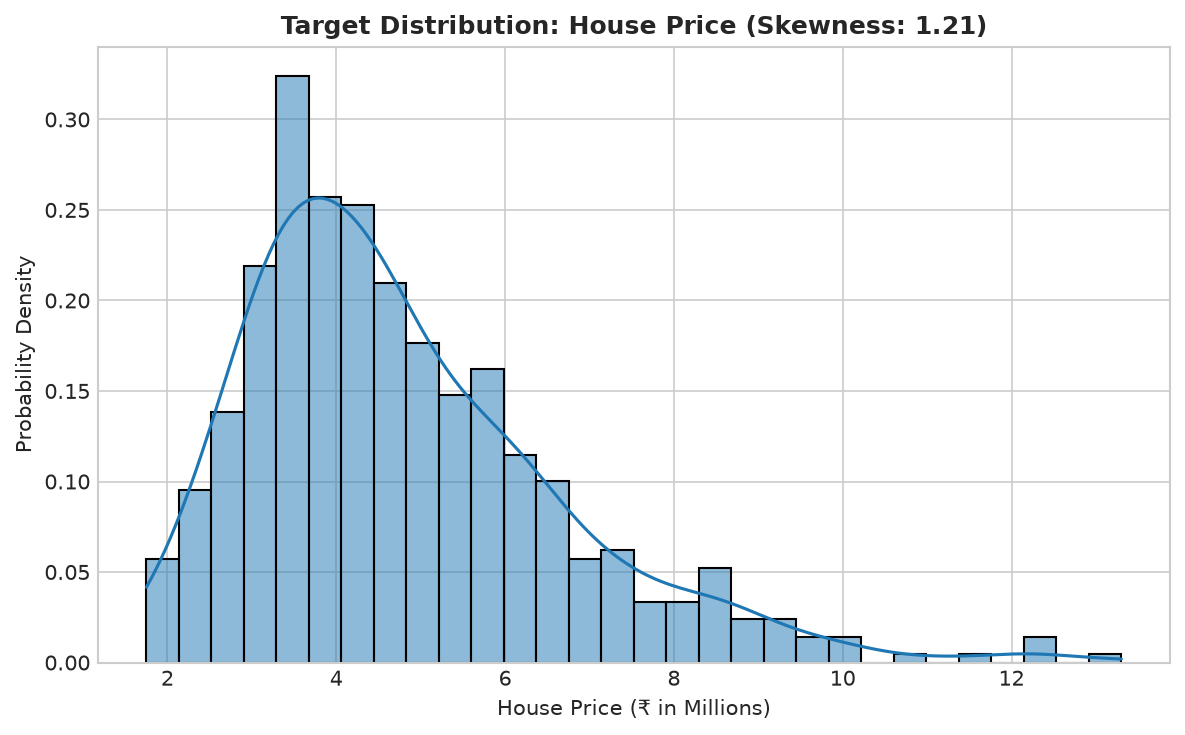 Target Distribution: House Price (Skewness: 1.21)
0.30
0.25
0.20
0.15
0.10
0.05
0.00
Probability Density
2 4 6 8 10 12
House Price (₹ in Millions)